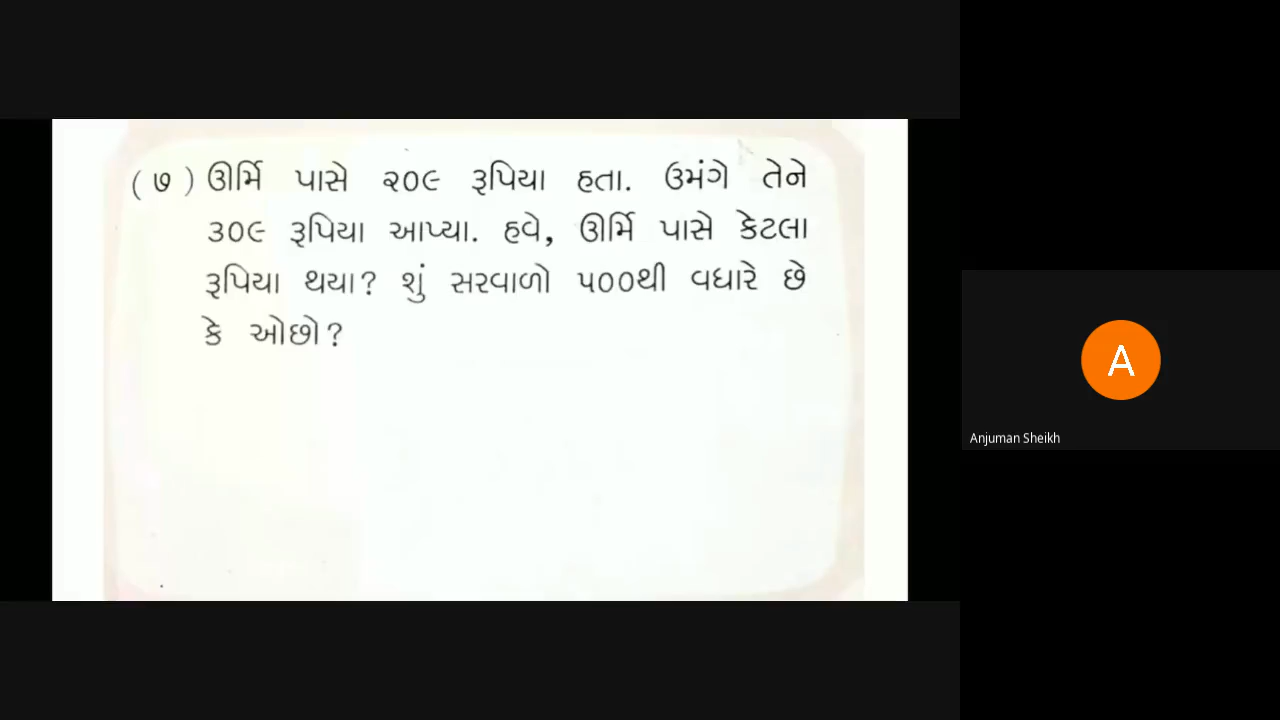 (૭) ઊર્મિ પાસે ૨૦૯ રૂપિયા હતા. ઉમંગે તેને
૩૦૯ રૂપિયા આપ્યા. હવે, ઊર્મિ પાસે કેટલા
રૂપિયા થયા? શું સરવાળો ૫૦૦થી વધારે છે
કે ઓછો?
A
Anjuman Sheikh